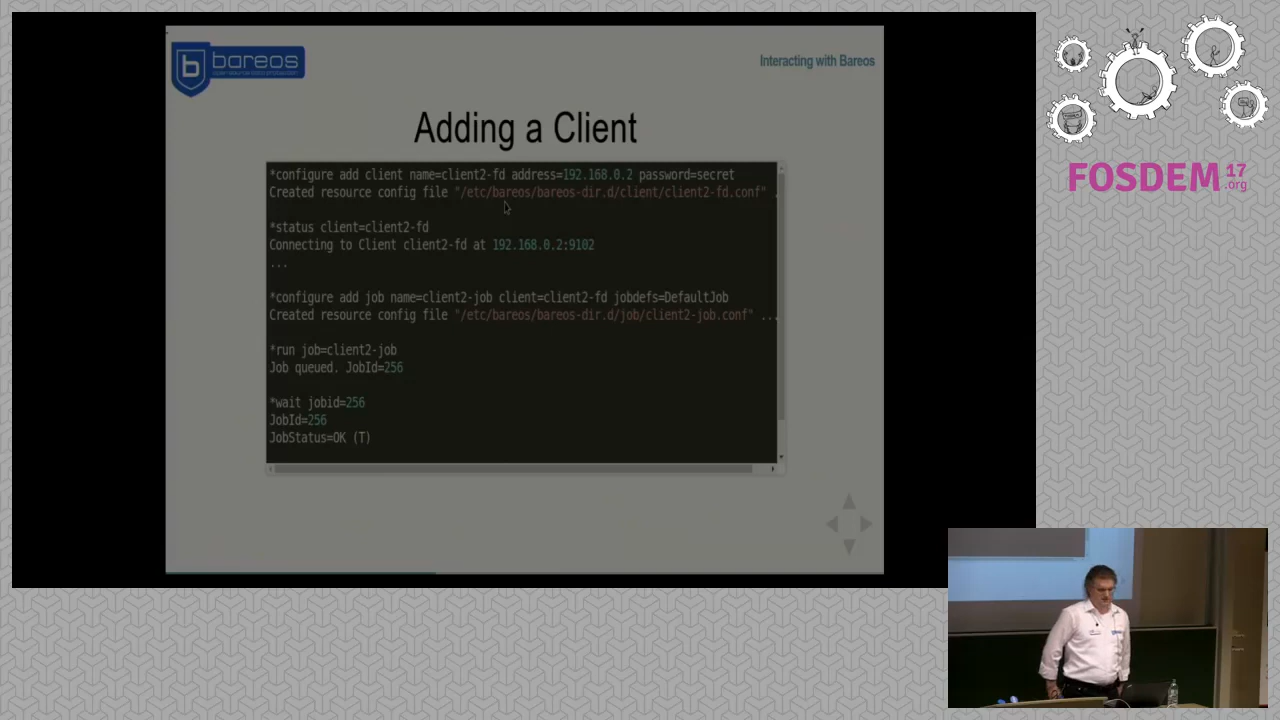 bareos
Interacting with Bareos
Adding a Client
*configure add client name=client2-fd address=192.168.0.2 password=secret
Created resource config file "/etc/bareos/bareos-dir.d/client/client2-fd.conf" .
*status client=client2-fd
Connecting to Client client2-fd at 192.168.0.2:9102
...
*configure add job name=client2-job client=client2-fd jobdefs=DefaultJob
Created resource config file "/etc/bareos/bareos-dir.d/job/client2-job.conf" ...
*run job=client2-job
Job queued. JobId=256
*wait jobid=256
JobId=256
JobStatus=OK (T)
FOSDEM 17
.org